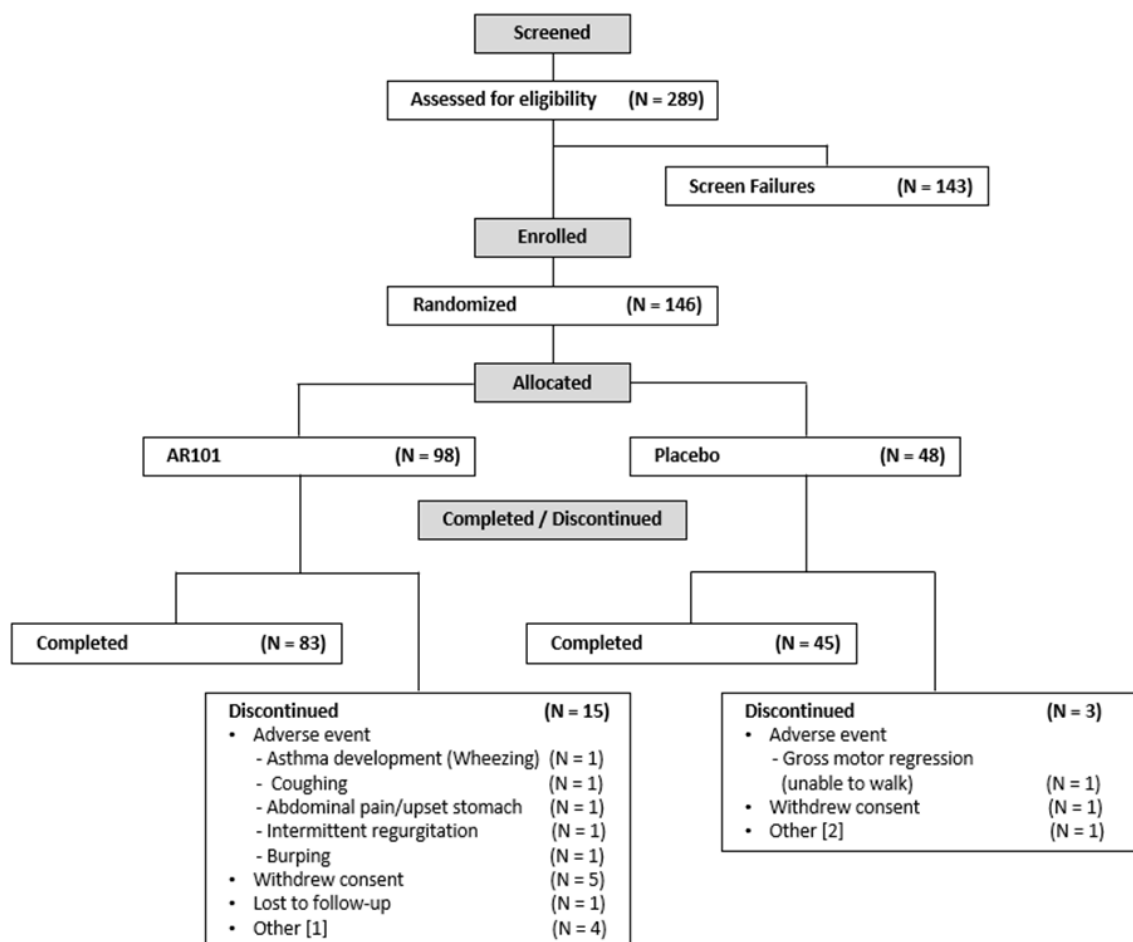 Screened
Assessed for eligibility (N = 289)
Screen Failures (N = 143)
Enrolled
Randomized (N = 146)
Allocated
AR101 (N = 98)
Placebo (N = 48)
Completed / Discontinued
Completed (N = 83)
Completed (N = 45)
Discontinued (N = 15)
• Adverse event
- Asthma development (Wheezing) (N = 1)
- Coughing (N = 1)
- Abdominal pain/upset stomach (N = 1)
- Intermittent regurgitation (N = 1)
- Burping (N = 1)
• Withdrew consent (N = 5)
• Lost to follow-up (N = 1)
• Other [1] (N = 4)
Discontinued (N = 3)
• Adverse event
- Gross motor regression
(unable to walk) (N = 1)
• Withdrew consent (N = 1)
• Other [2] (N = 1)